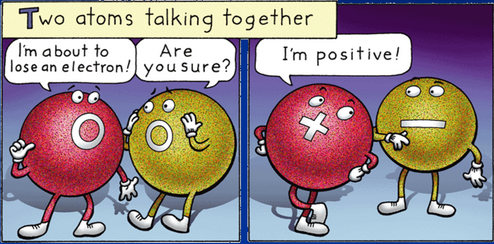 Two atoms talking together
I'm about to
lose an electron!
Are
you sure?
I'm positive!